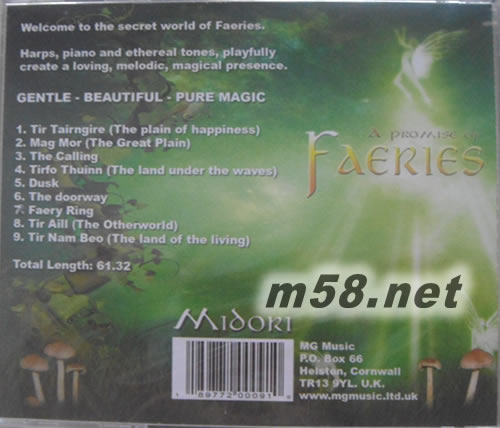 Welcome to the secret world of Faeries.
Harps, piano and ethereal tones, playfully
create a loving, melodic, magical presence.
GENTLE - BEAUTIFUL - PURE MAGIC
1. Tir Tairngire (The plain of happiness)
2. Mag Mor (The Great Plain)
3. The Calling
4. Tirfo Thuinn (The land under the waves)
5. Dusk
6. The doorway
7. Faery Ring
8. Tir Aill (The Otherworld)
9. Tir Nam Beo (The land of the living)
Total Length: 61.32
A PROMISE OF
FAERIES
m58.net
MIDORI
1 89772 00091 8
MG Music
P.O. Box 66
Helston, Cornwall
TR13 9YL. U.K.
www.mgmusic.ltd.uk